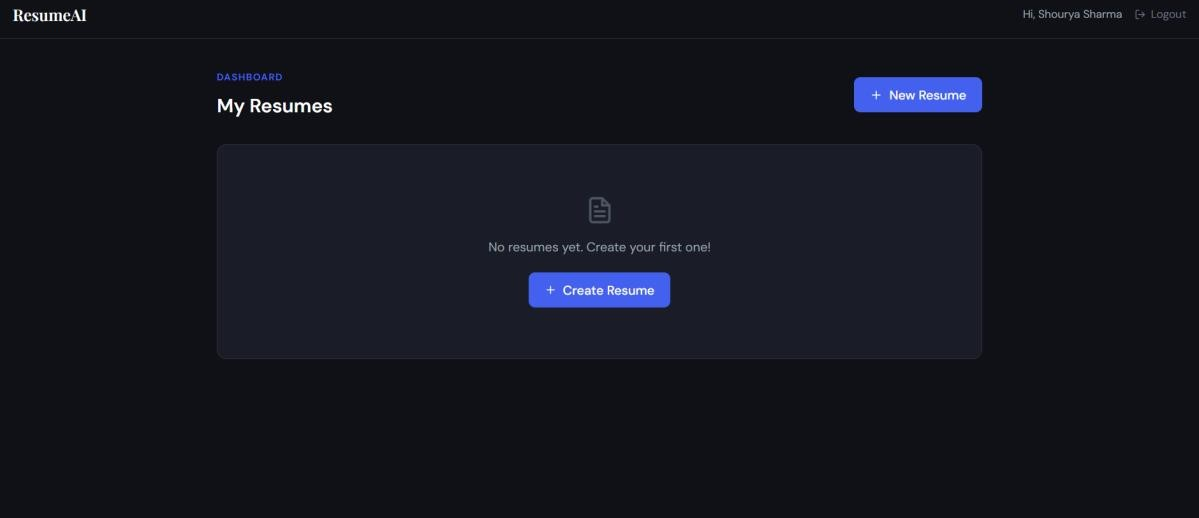 ResumeAI
Hi, Shourya Sharma
Logout
DASHBOARD
My Resumes
+ New Resume
No resumes yet. Create your first one!
+ Create Resume